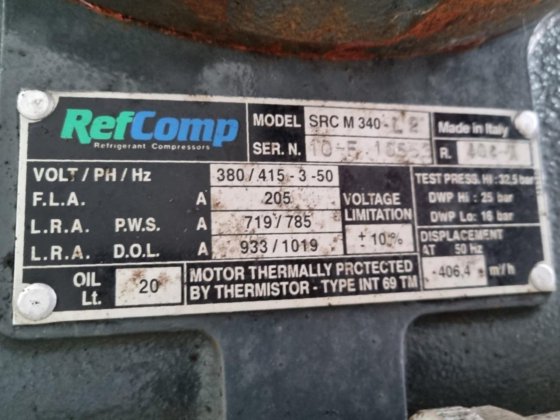 RefComp
Refrigerant Compressors
MODEL SRC M 340-L
Made in Italy
SER. N.
R.
VOLT / PH / Hz 380 / 415 - 3 - 50
F.L.A. A 205
L.R.A. P.W.S. A 719 / 785
L.R.A. D.O.L. A 933 / 1019
VOLTAGE
LIMITATION
± 10%
TEST PRESS. HI : 32,5 bar
DWP Hi : 25 bar
DWP Lo : 16 bar
DISPLACEMENT
AT 50 Hz
406,4 m³/h
OIL
Lt.
20
MOTOR THERMALLY PROTECTED
BY THERMISTOR - TYPE INT 69 TM